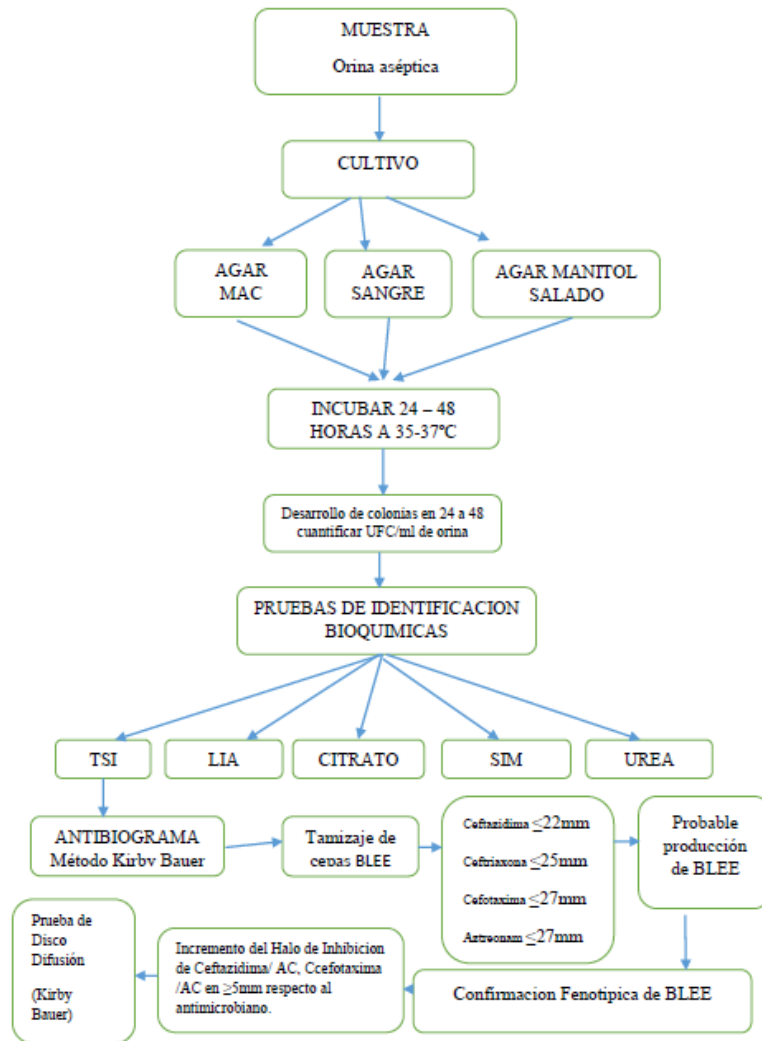 MUESTRA
Orina aséptica
CULTIVO
AGAR
MAC
AGAR
SANGRE
AGAR MANITOL
SALADO
INCUBAR 24 – 48
HORAS A 35-37ºC
Desarrollo de colonias en 24 a 48
cuantificar UFC/ml de orina
PRUEBAS DE IDENTIFICACION
BIOQUIMICAS
TSI
LIA
CITRATO
SIM
UREA
ANTIBIOGRAMA
Método Kirby Bauer
Tamizaje de
cepas BLEE
Ceftazidima ≤22mm
Ceftriaxona ≤25mm
Cefotaxima ≤27mm
Aztreonam ≤27mm
Probable
producción
de BLEE
Confirmacion Fenotipica de BLEE
Incremento del Halo de Inhibicion
de Ceftazidima/ AC, Ccefotaxima
/AC en ≥5mm respecto al
antimicrobiano.
Prueba de
Disco
Difusión
(Kirby
Bauer)